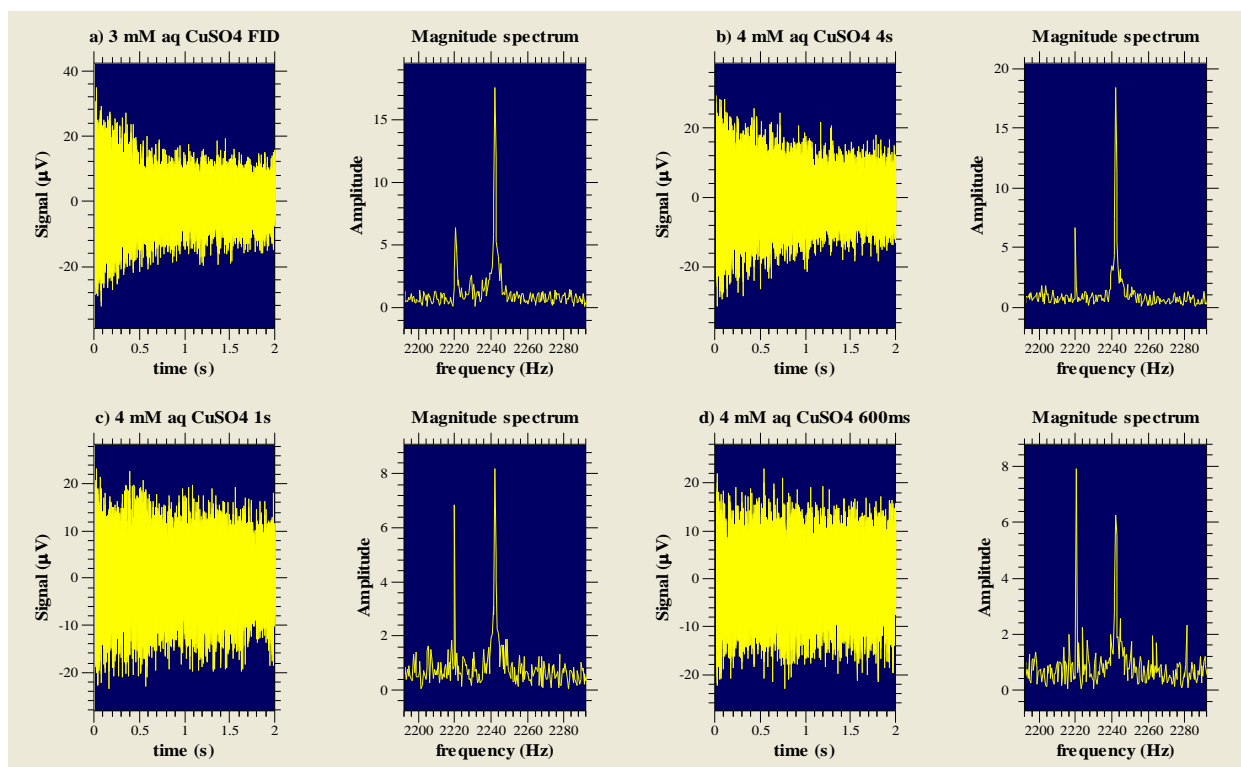 a) 3 mM aq CuSO4 FID
Magnitude spectrum
b) 4 mM aq CuSO4 4s
Magnitude spectrum
40
20
0
-20
Signal (µV)
0 0.5 1 1.5 2
time (s)
15
10
5
0
Amplitude
2200 2220 2240 2260 2280
frequency (Hz)
20
0
-20
Signal (µV)
0 0.5 1 1.5 2
time (s)
20
15
10
5
0
Amplitude
2200 2220 2240 2260 2280
frequency (Hz)
c) 4 mM aq CuSO4 1s
Magnitude spectrum
d) 4 mM aq CuSO4 600ms
Magnitude spectrum
20
10
0
-10
-20
Signal (µV)
0 0.5 1 1.5 2
time (s)
8
6
4
2
0
Amplitude
2200 2220 2240 2260 2280
frequency (Hz)
20
10
0
-10
-20
Signal (µV)
0 0.5 1 1.5 2
time (s)
8
6
4
2
0
Amplitude
2200 2220 2240 2260 2280
frequency (Hz)